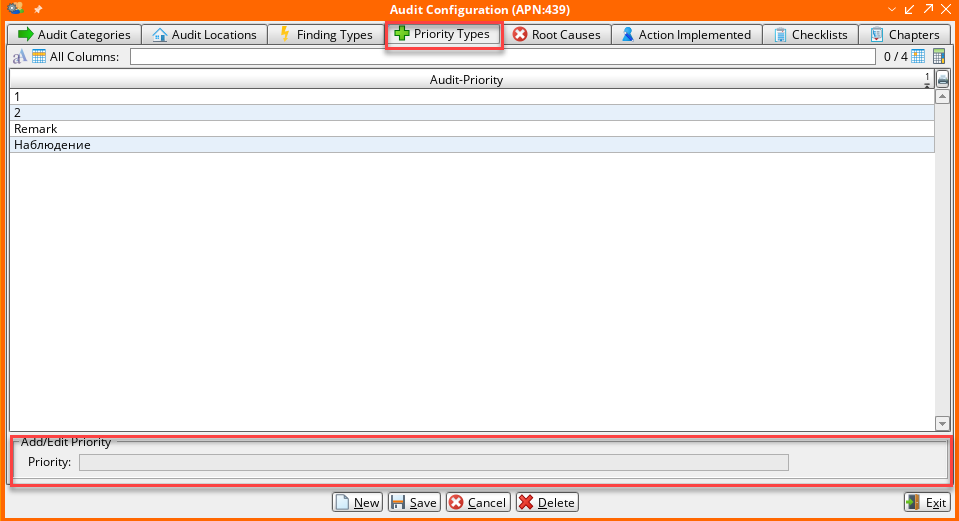 Audit Configuration (APN:439)
Audit Categories Audit Locations Finding Types Priority Types Root Causes Action Implemented Checklists Chapters
All Columns: 0 / 4
Audit-Priority 1
1
2
Remark
Наблюдение
Add/Edit Priority
Priority:
New Save Cancel Delete Exit